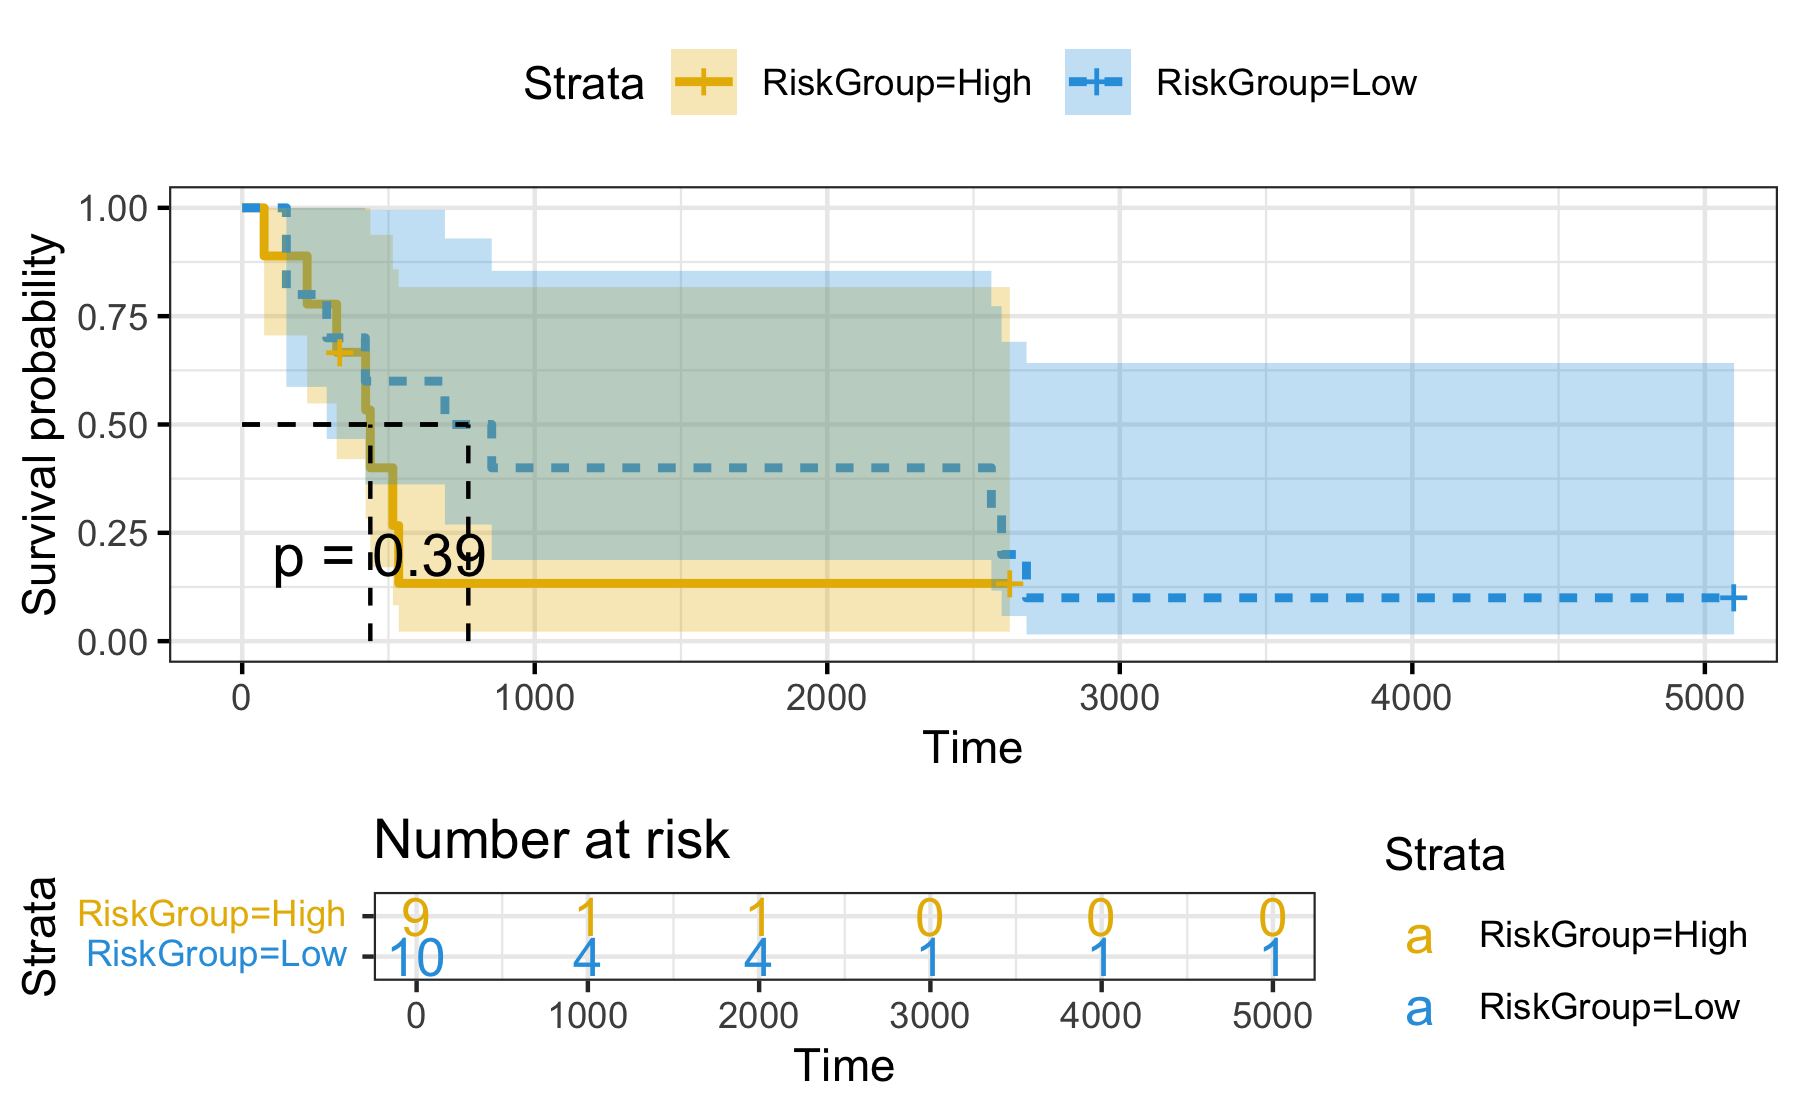 Strata RiskGroup=High RiskGroup=Low
Survival probability
1.00
0.75
0.50
0.25
0.00
p = 0.39
0 1000 2000 3000 4000 5000
Time
Number at risk
Strata
RiskGroup=High 9 1 1 0 0 0
RiskGroup=Low 10 4 4 1 1 1
0 1000 2000 3000 4000 5000
Time
Strata
a RiskGroup=High
a RiskGroup=Low